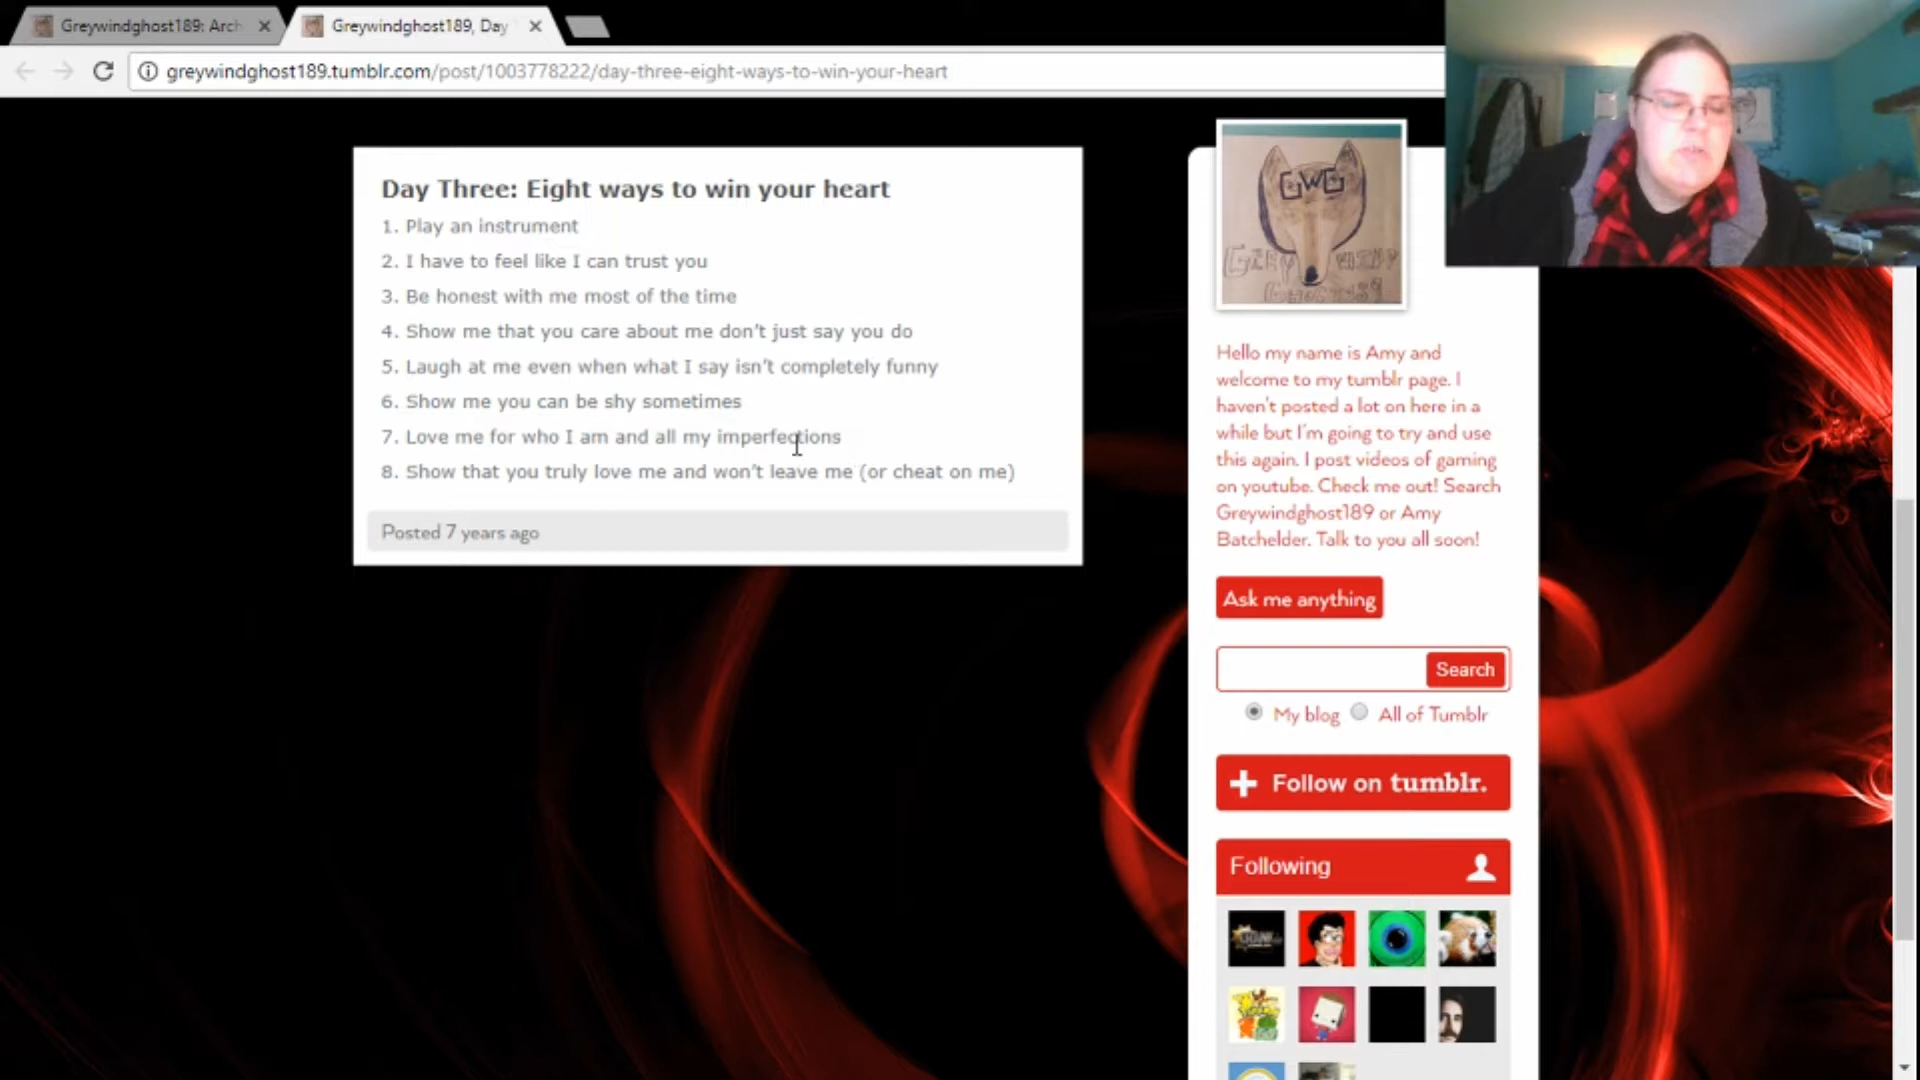 Greywindghost189: Arch
Greywindghost189, Day
greywindghost189.tumblr.com/post/1003778222/day-three-eight-ways-to-win-your-heart
Day Three: Eight ways to win your heart
1. Play an instrument
2. I have to feel like I can trust you
3. Be honest with me most of the time
4. Show me that you care about me don't just say you do
5. Laugh at me even when what I say isn't completely funny
6. Show me you can be shy sometimes
7. Love me for who I am and all my imperfections
8. Show that you truly love me and won't leave me (or cheat on me)
Posted 7 years ago
GWG
Hello my name is Amy and
welcome to my tumblr page. I
haven't posted a lot on here in a
while but I'm going to try and use
this again. I post videos of gaming
on youtube. Check me out! Search
Greywindghost189 or Amy
Batchelder. Talk to you all soon!
Ask me anything
Search
My blog All of Tumblr
Follow on tumblr.
Following